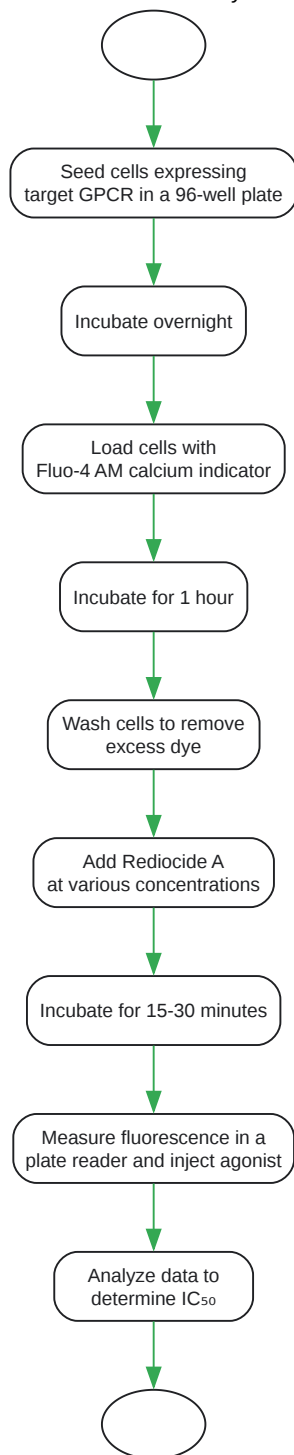 Seed cells expressing
target GPCR in a 96-well plate
Incubate overnight
Load cells with
Fluo-4 AM calcium indicator
Incubate for 1 hour
Wash cells to remove
excess dye
Add Rediocide A
at various concentrations
Incubate for 15-30 minutes
Measure fluorescence in a
plate reader and inject agonist
Analyze data to
determine IC₅₀